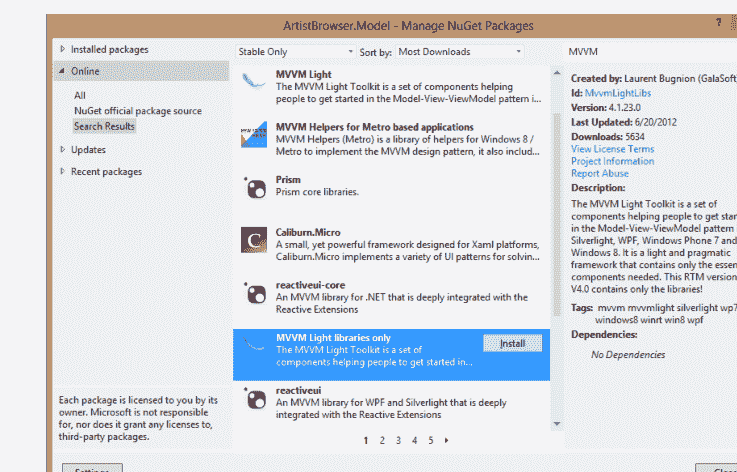 ArtistBrowser.Model - Manage NuGet Packages
?
Installed packages
Online
All
NuGet official package source
Search Results
Updates
Recent packages
Each package is licensed to you by its
owner. Microsoft is not responsible
for, nor does it grant any licenses to,
third-party packages.
Settings
Stable Only
Sort by: Most Downloads
MVVM Light
The MVVM Light Toolkit is a set of components helping
people to get started in the Model-View-ViewModel pattern i...
MVVM Helpers for Metro based applications
MVVM Helpers (Metro) is a library of helpers for Windows 8 /
Metro to implement the MVVM design pattern, it also includ...
Prism
Prism core libraries.
Caliburn.Micro
A small, yet powerful framework designed for Xaml platforms,
Caliburn.Micro implements a variety of UI patterns for solvin...
reactiveui-core
An MVVM library for .NET that is deeply integrated with the
Reactive Extensions
MVVM Light libraries only
The MVVM Light Toolkit is a set of
components helping people to get started in...
Install
reactiveui
An MVVM library for WPF and Silverlight that is deeply
integrated with the Reactive Extensions
1 2 3 4 5
MVVM
Created by: Laurent Bugnion (GalaSoft)
Id: MvvmLightLibs
Version: 4.1.23.0
Last Updated: 6/20/2012
Downloads: 5634
View License Terms
Project Information
Report Abuse
Description:
The MVVM Light Toolkit is a set of
components helping people to get star
in the Model-View-ViewModel pattern
Silverlight, WPF, Windows Phone 7 and
Windows 8. It is a light and pragmatic
framework that contains only the essen
components needed. This RTM version
V4.0 contains only the libraries!
Tags: mvvm mvvmlight silverlight wp7
windows8 winrt win8 wpf
Dependencies:
No Dependencies